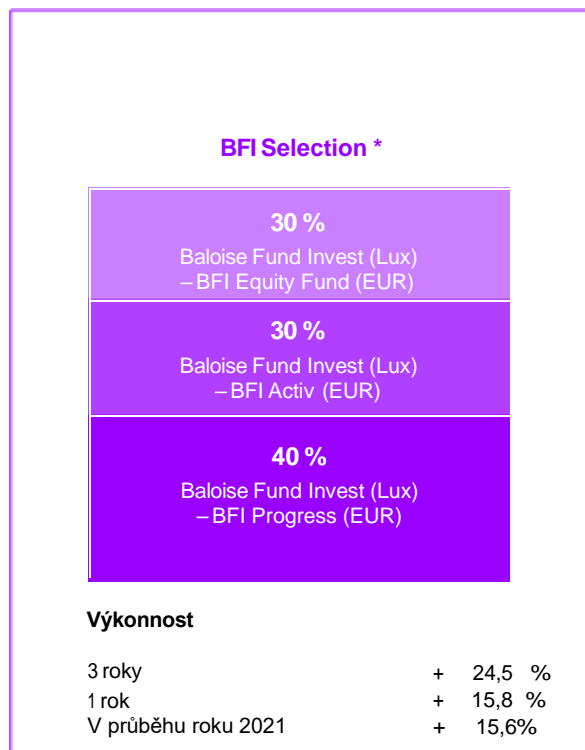 BFI Selection *
30 %
Baloise Fund Invest (Lux)
– BFI Equity Fund (EUR)
30 %
Baloise Fund Invest (Lux)
– BFI Activ (EUR)
40 %
Baloise Fund Invest (Lux)
– BFI Progress (EUR)
Výkonnost
3 roky + 24,5 %
1 rok + 15,8 %
V průběhu roku 2021 + 15,6%